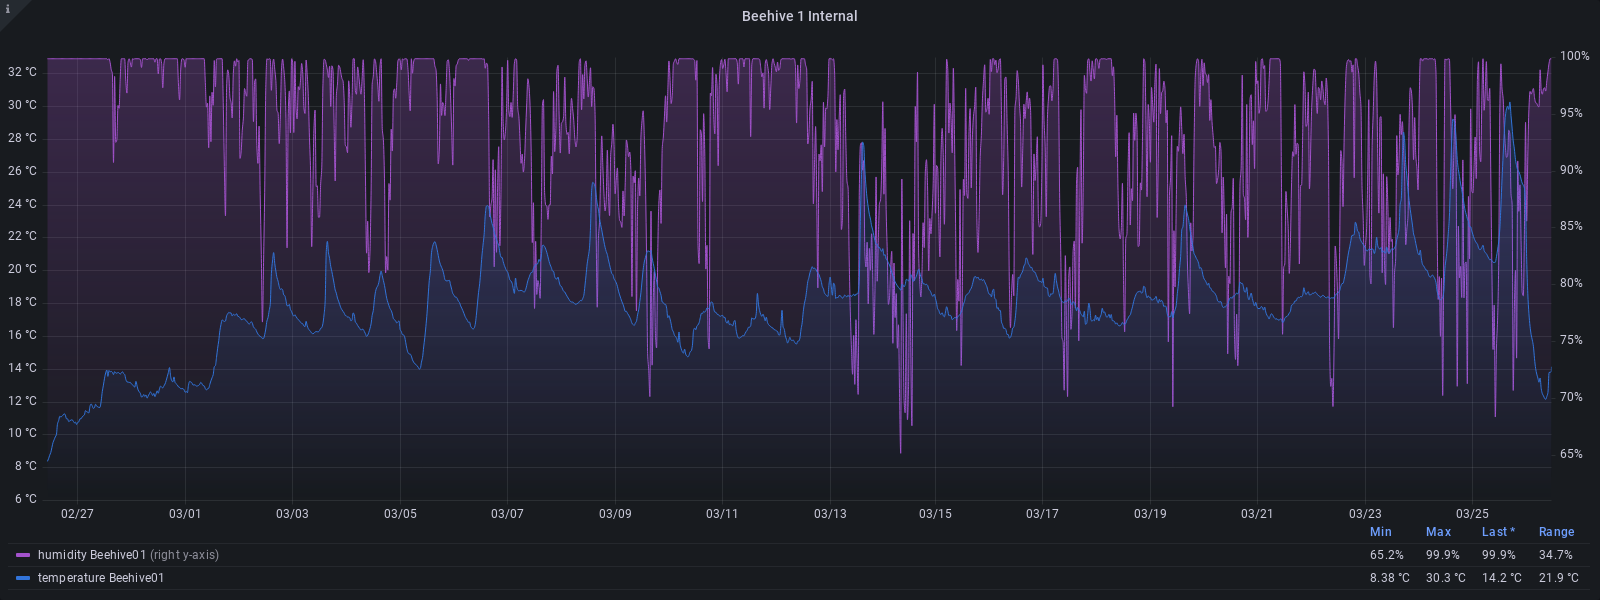 i
Beehive 1 Internal
100%
32 °C
30 °C
95%
28 °C
26 °C
90%
24 °C
85%
22 °C
20 °C
80%
18 °C
16 °C
75%
14 °C
12 °C
70%
10 °C
65%
8 °C
6 °C
02/27 03/01 03/03 03/05 03/07 03/09 03/11 03/13 03/15 03/17 03/19 03/21 03/23 03/25
Min Max Last * Range
humidity Beehive01 (right y-axis) 65.2% 99.9% 99.9% 34.7%
temperature Beehive01 8.38 °C 30.3 °C 14.2 °C 21.9 °C